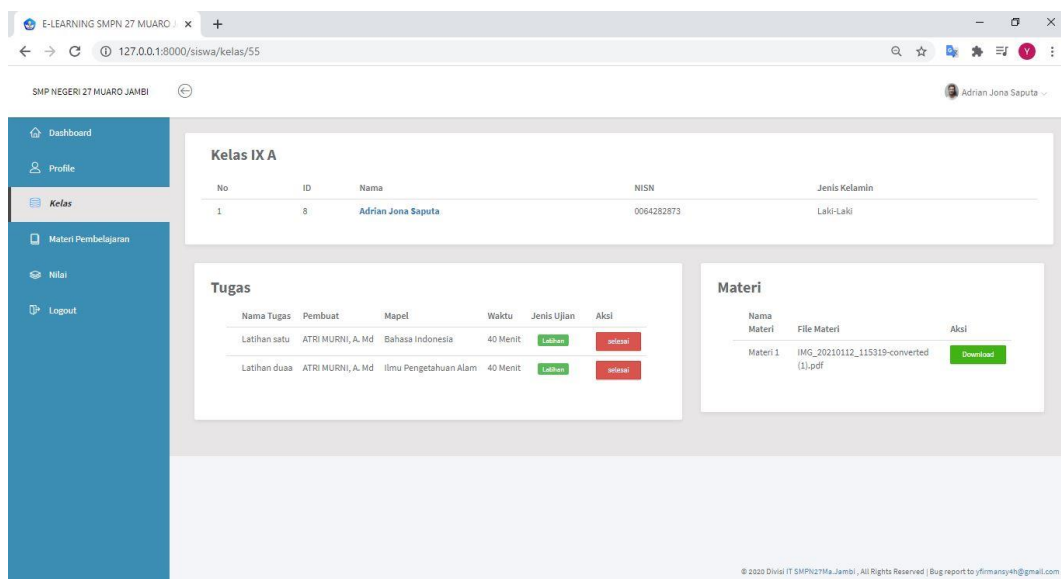 E-LEARNING SMPN 27 MUARO J
127.0.0.1:8000/siswa/kelas/55
Y
SMP NEGERI 27 MUARO JAMBI
Adrian Jona Saputa
Dashboard
Profile
Kelas
Materi Pembelajaran
Nilai
Logout
Kelas IX A
No ID Nama NISN Jenis Kelamin
1 8 Adrian Jona Saputa 0064282873 Laki-Laki
Tugas
Nama Tugas Pembuat Mapel Waktu Jenis Ujian Aksi
Latihan satu ATRI MURNI, A. Md Bahasa Indonesia 40 Menit Latihan selesai
Latihan duaa ATRI MURNI, A. Md Ilmu Pengetahuan Alam 40 Menit Latihan selesai
Materi
Nama
Materi File Materi Aksi
Materi 1 IMG_20210112_115319-converted Download
(1).pdf
© 2020 Divisi IT SMPN27Ma.Jambi , All Rights Reserved | Bug report to yfirmansy4h@gmail.com